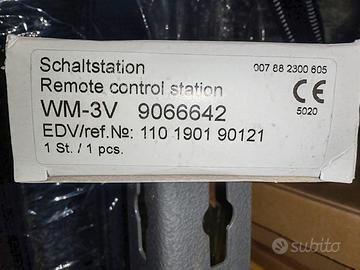 Schaltstation
007 88 2300 605
Remote control station
CE
WM-3V 9066642
5020
EDV/ref.№: 110 1901 90121
1 St. / 1 pcs.
subito